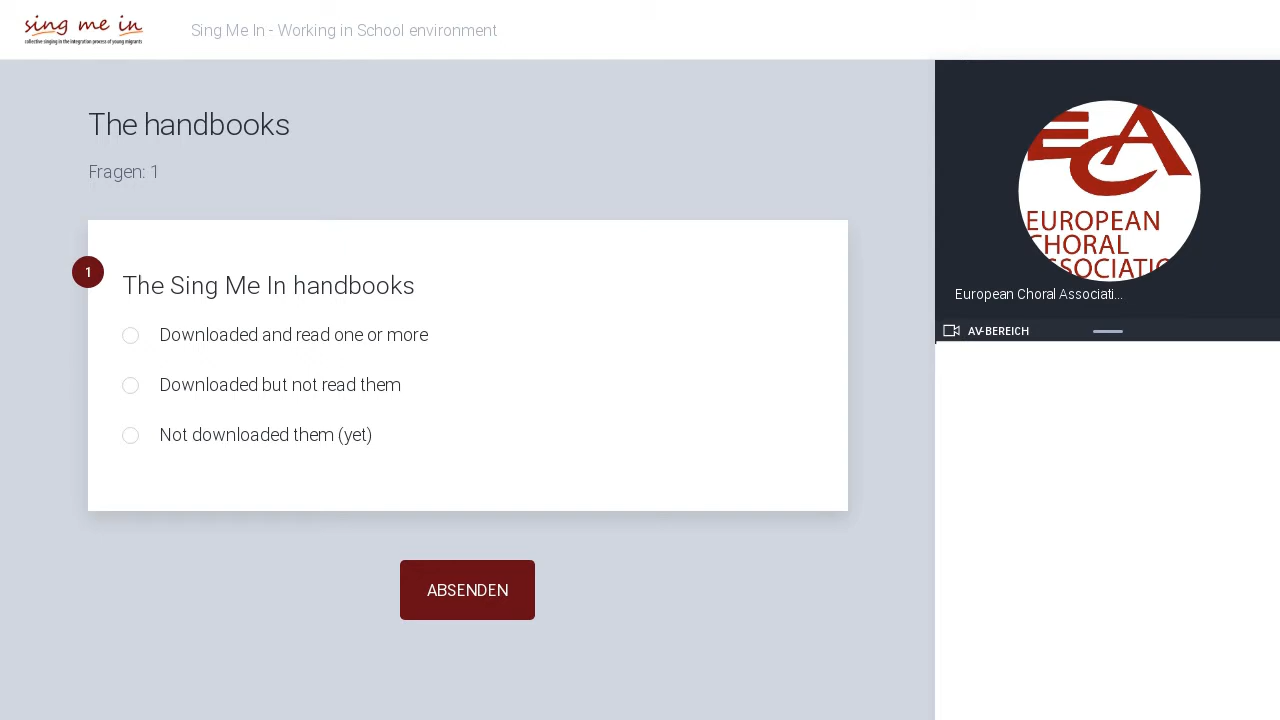 sing me in
collective singing in the integration process of young migrants
Sing Me In - Working in School environment
The handbooks
Fragen: 1
1
The Sing Me In handbooks
Downloaded and read one or more
Downloaded but not read them
Not downloaded them (yet)
ABSENDEN
ECA
EUROPEAN
CHORAL
ASSOCIATIO
European Choral Associati...
AV-BEREICH